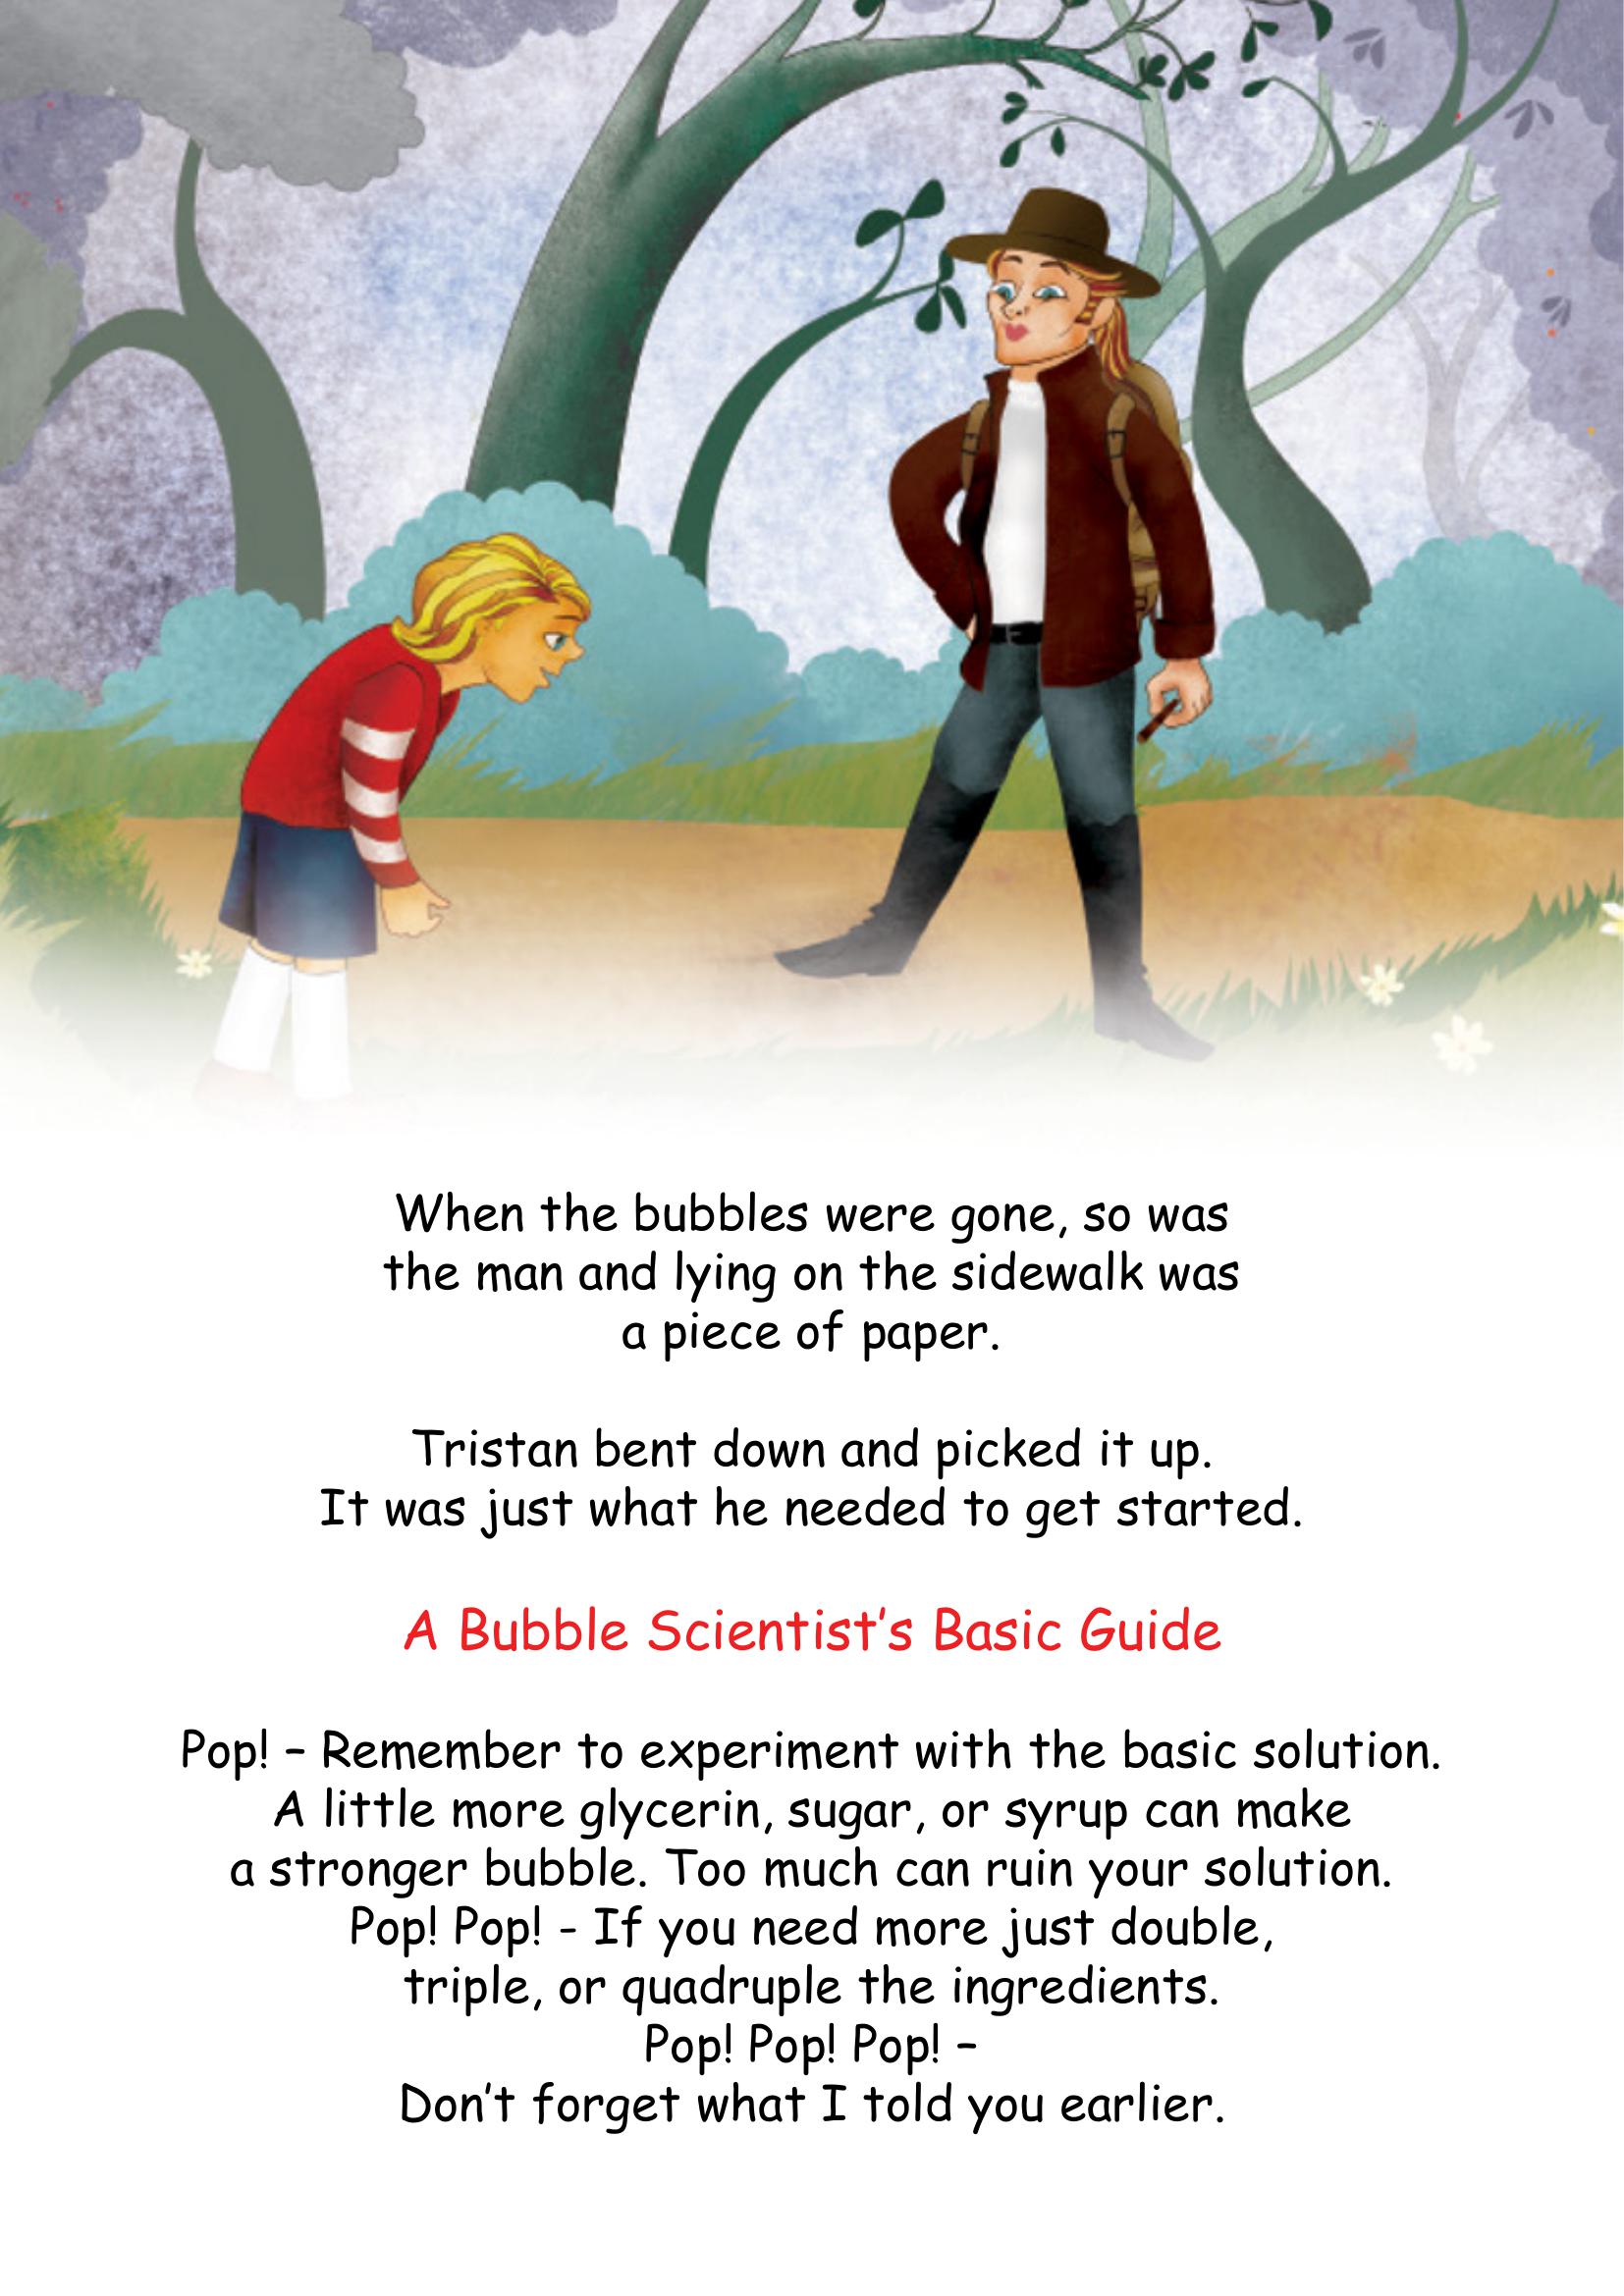 When the bubbles were gone, so was
the man and lying on the sidewalk was
a piece of paper.
Tristan bent down and picked it up.
It was just what he needed to get started.
A Bubble Scientist’s Basic Guide
Pop! – Remember to experiment with the basic solution.
A little more glycerin, sugar, or syrup can make
a stronger bubble. Too much can ruin your solution.
Pop! Pop! - If you need more just double,
triple, or quadruple the ingredients.
Pop! Pop! Pop! –
Don’t forget what I told you earlier.